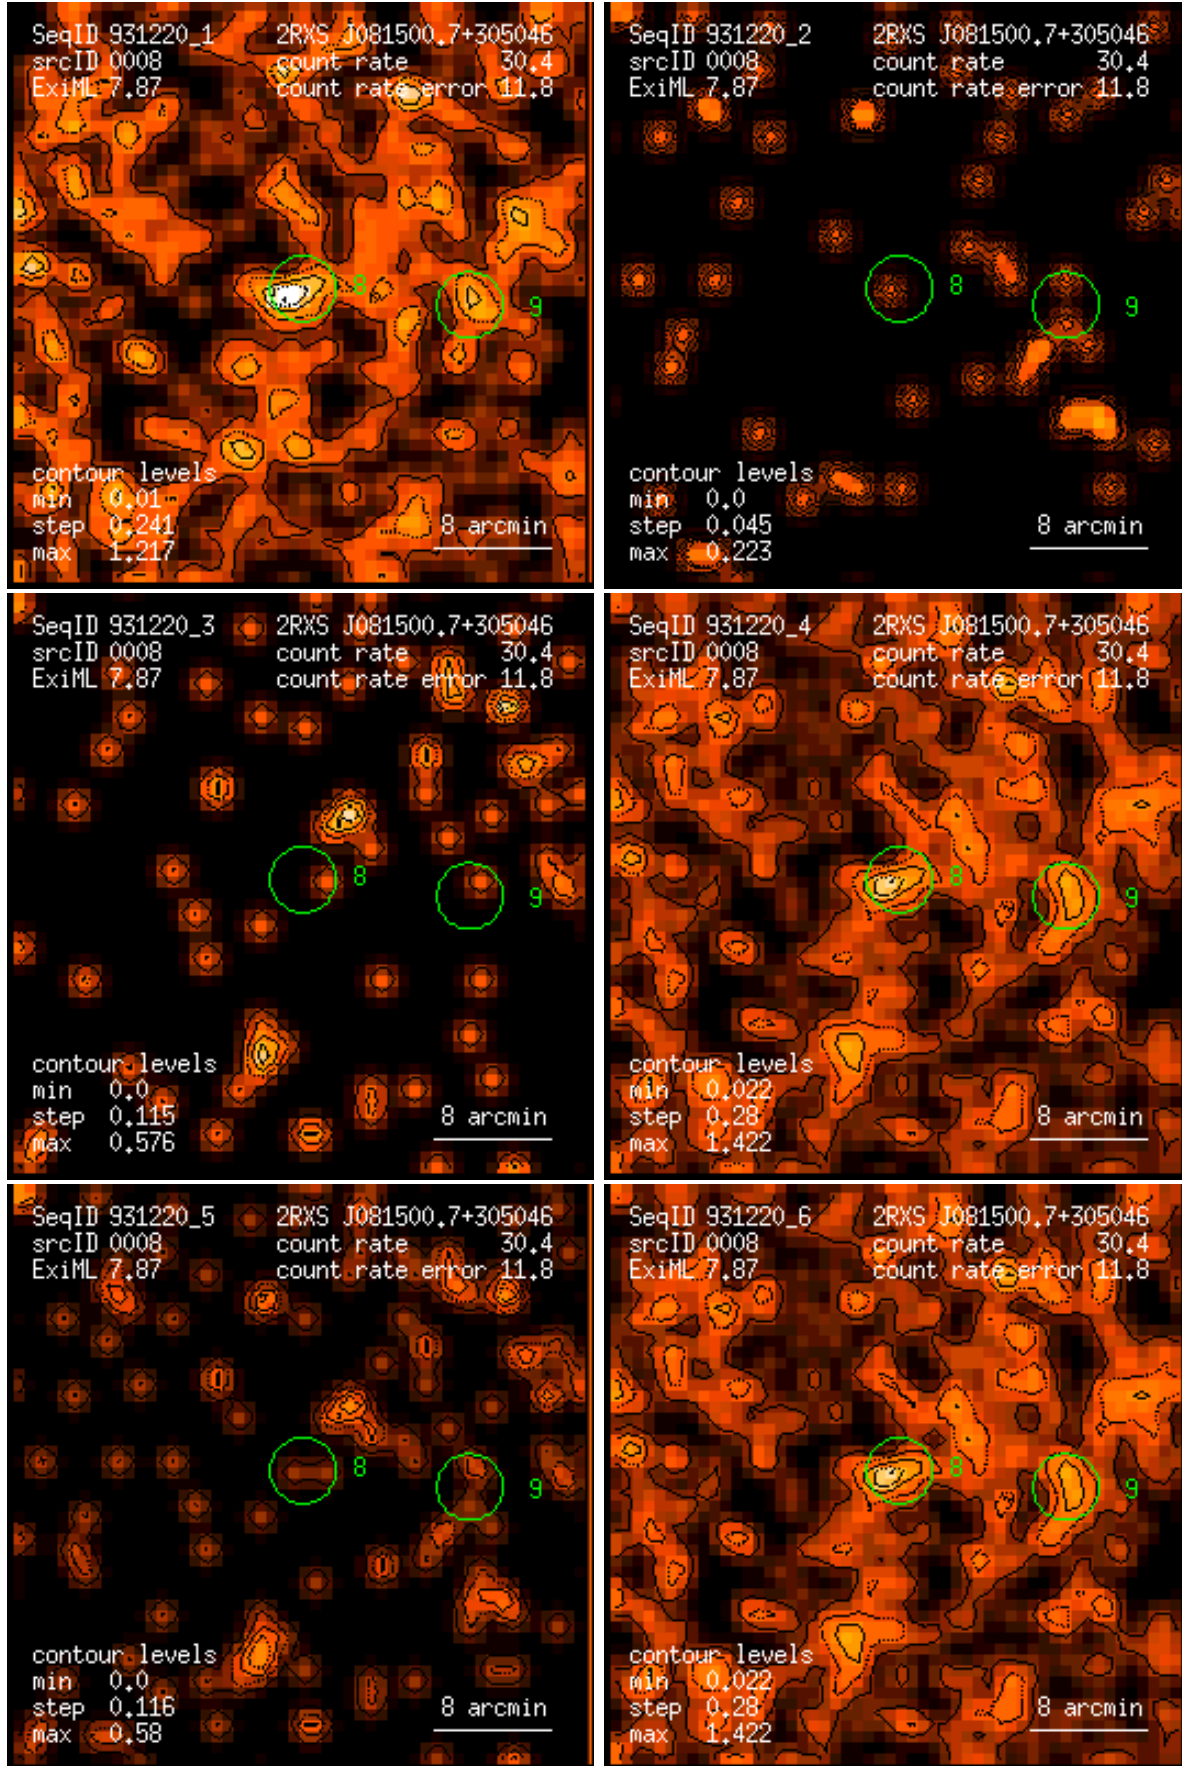 SeqID 931220_1 2RXS J081500.7+305046
srcID 0008 count rate 30.4
ExiML 7.87 count rate error 11.8
8
9
contour levels
min 0.01
step 0.241 8 arcmin
max 1.217
SeqID 931220_2 2RXS J081500.7+305046
srcID 0008 count rate 30.4
ExiML 7.87 count rate error 11.8
8
9
contour levels
min 0.0
step 0.045 8 arcmin
max 0.223
SeqID 931220_3 2RXS J081500.7+305046
srcID 0008 count rate 30.4
ExiML 7.87 count rate error 11.8
8
9
contour levels
min 0.0
step 0.115 8 arcmin
max 0.576
SeqID 931220_4 2RXS J081500.7+305046
srcID 0008 count rate 30.4
ExiML 7.87 count rate error 11.8
8
9
contour levels
min 0.022
step 0.28 8 arcmin
max 1.422
SeqID 931220_5 2RXS J081500.7+305046
srcID 0008 count rate 30.4
ExiML 7.87 count rate error 11.8
8
9
contour levels
min 0.0
step 0.116 8 arcmin
max 0.58
SeqID 931220_6 2RXS J081500.7+305046
srcID 0008 count rate 30.4
ExiML 7.87 count rate error 11.8
8
9
contour levels
min 0.022
step 0.28 8 arcmin
max 1.422